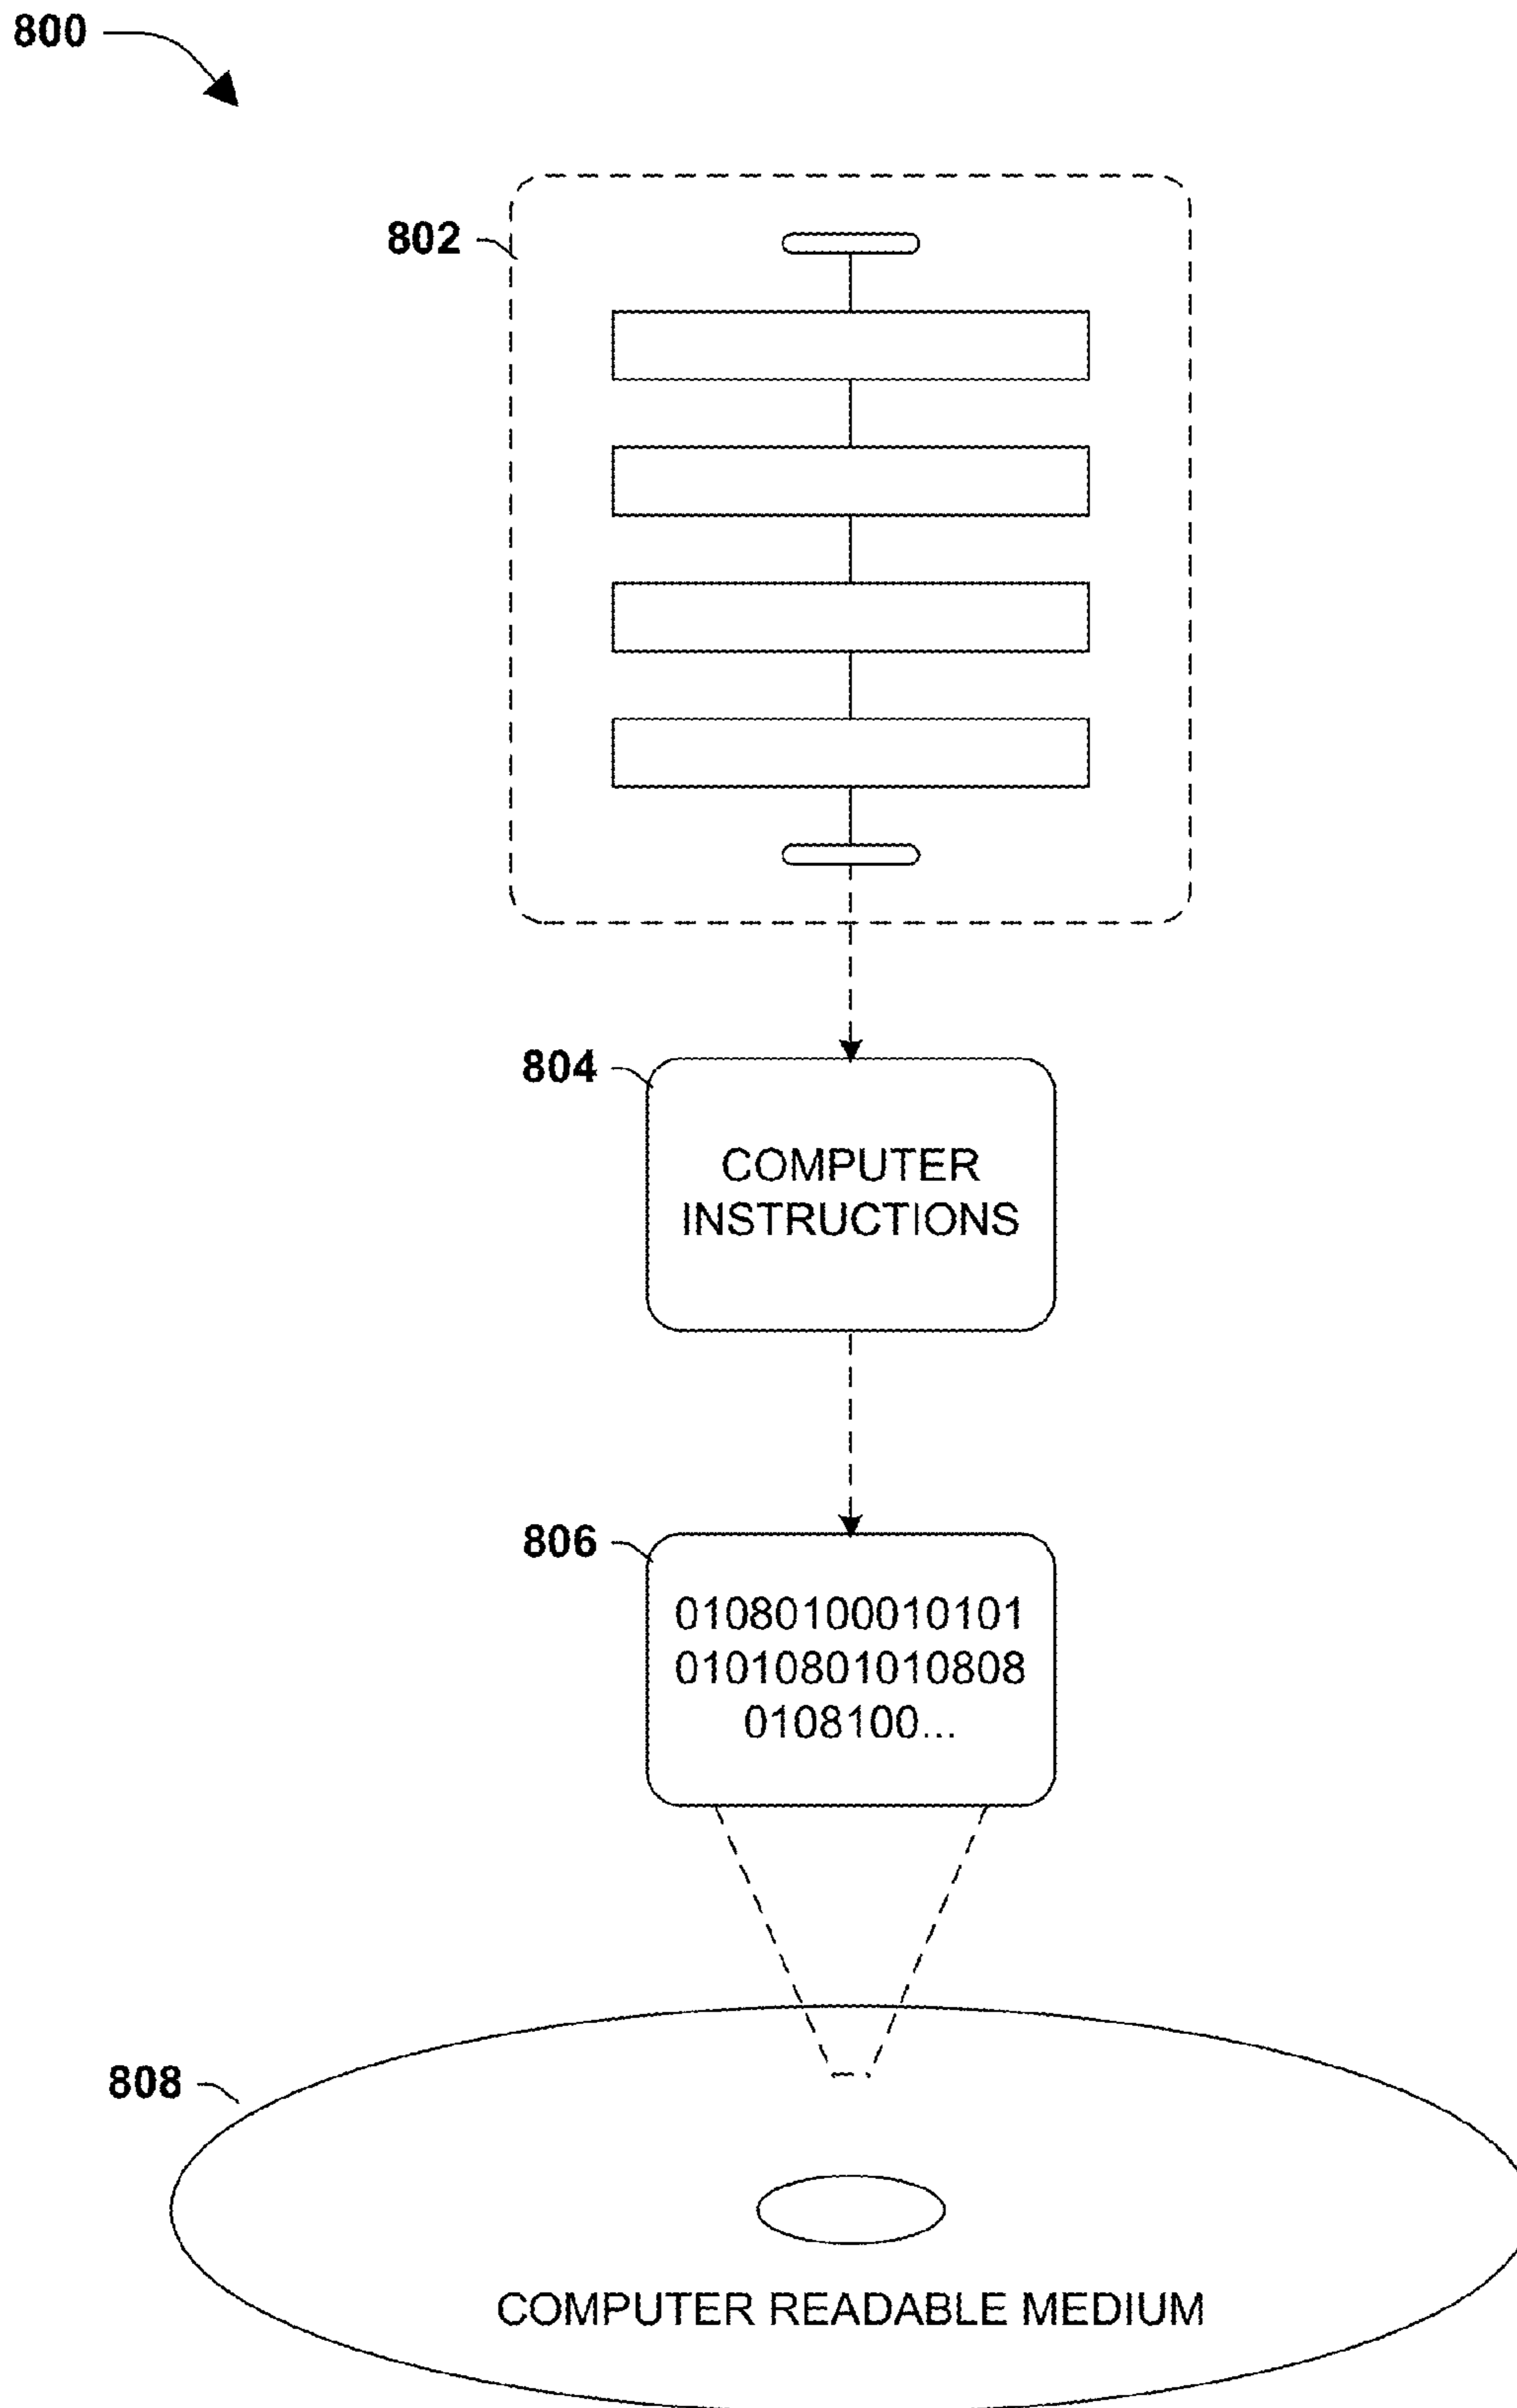 800
802
804
COMPUTER
INSTRUCTIONS
806
01080100010101
01010801010808
0108100...
808
COMPUTER READABLE MEDIUM